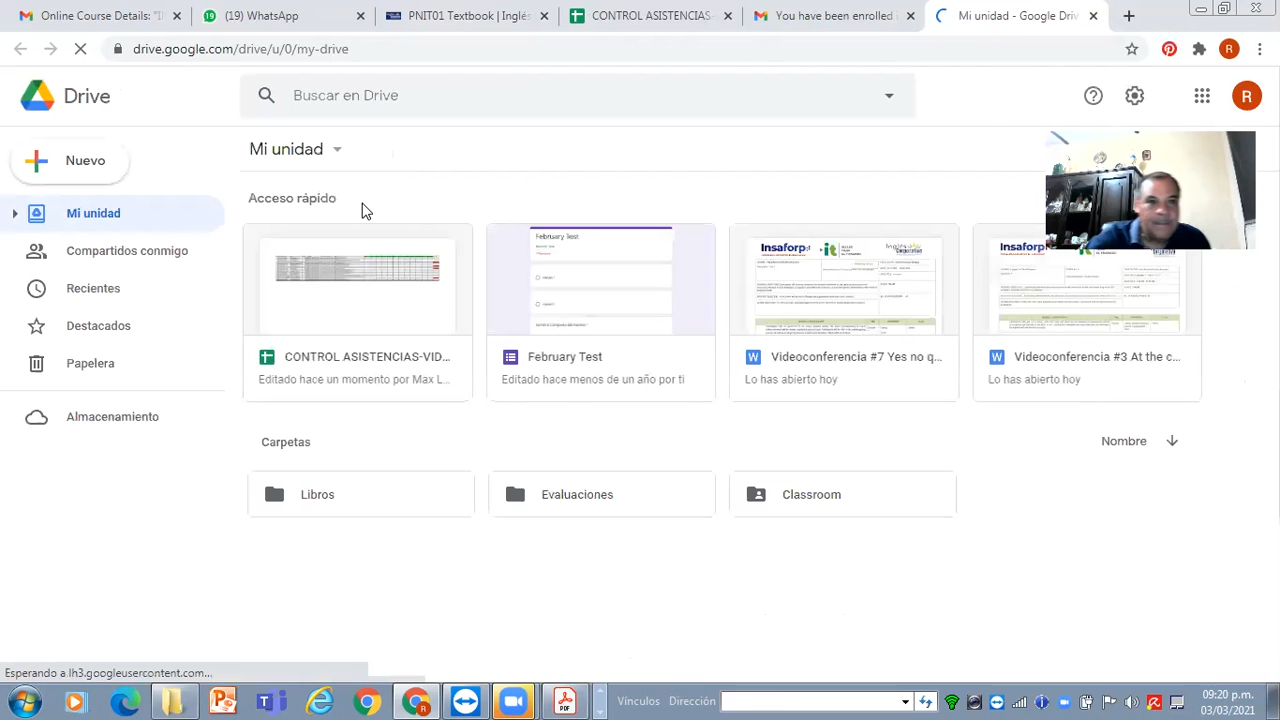 Online Course Details: "I
(19) WhatsApp
PNIT01 Textbook [Inglés
CONTROL ASISTENCIAS-
You have been enrolled i
Mi unidad - Google Driv
drive.google.com/drive/u/0/my-drive
R
Drive
Buscar en Drive
R
Nuevo
Mi unidad
Mi unidad
Acceso rápido
Compartidos conmigo
Recientes
Destacados
Papelera
Almacenamiento
February Test
Insaforp
Insaforp
CONTROL ASISTENCIAS-VID...
Editado hace un momento por Max L...
February Test
Editado hace menos de un año por ti
Videoconferencia #7 Yes no q...
Lo has abierto hoy
Videoconferencia #3 At the c...
Lo has abierto hoy
Carpetas
Nombre
Libros
Evaluaciones
Classroom
Esperando a lh3.googleusercontent.com...
Vínculos
Dirección
09:20 p.m.
03/03/2021